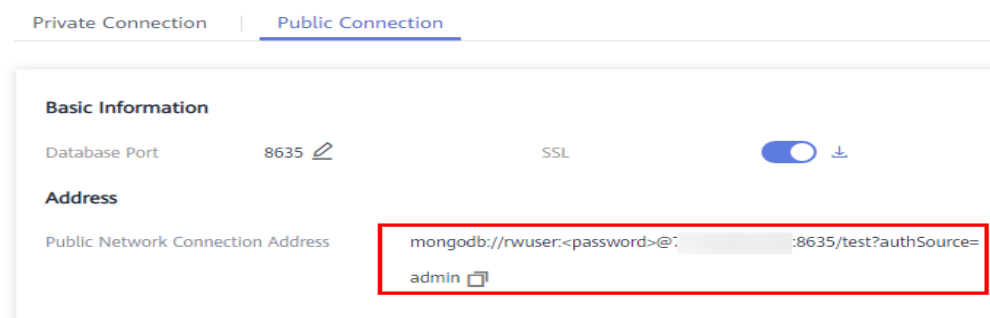 Private Connection | Public Connection
Basic Information
Database Port 8635 SSL
Address
Public Network Connection Address mongodb://rwuser:<password>@ :8635/test?authSource=
admin